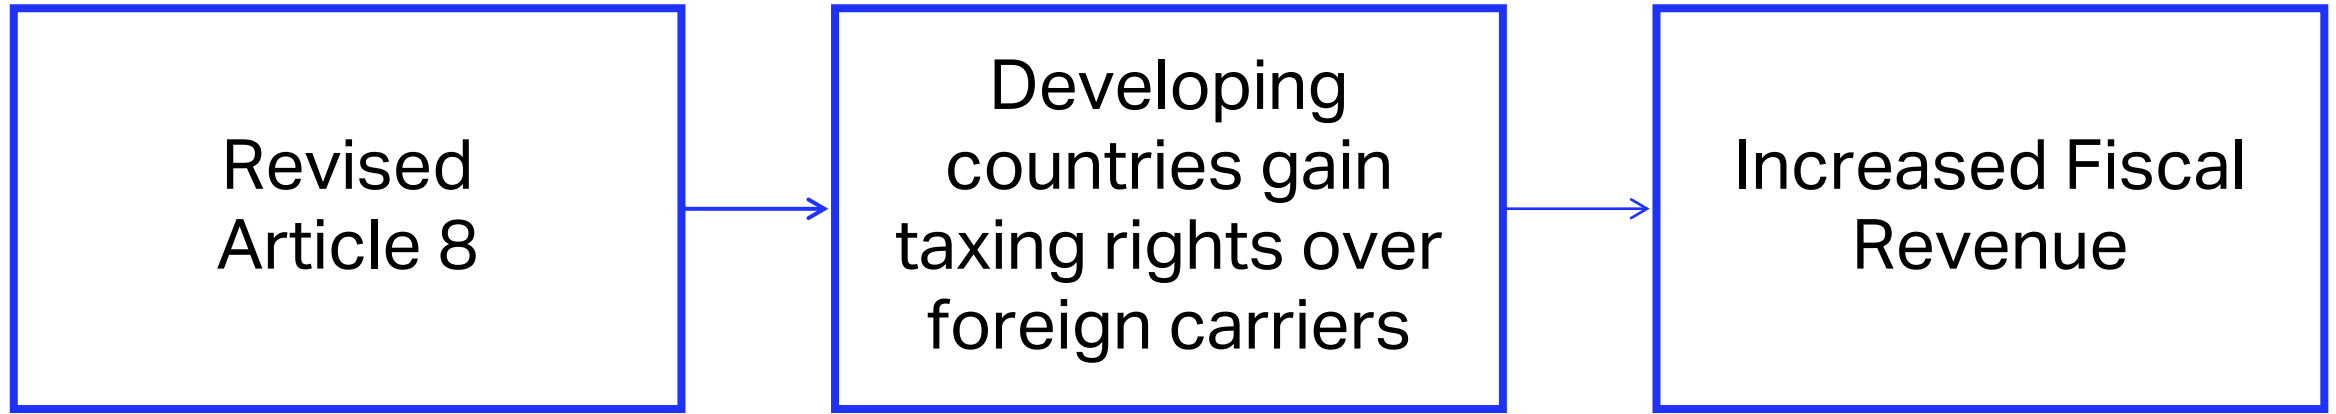 Revised
Article 8
Developing
countries gain
taxing rights over
foreign carriers
Increased Fiscal
Revenue